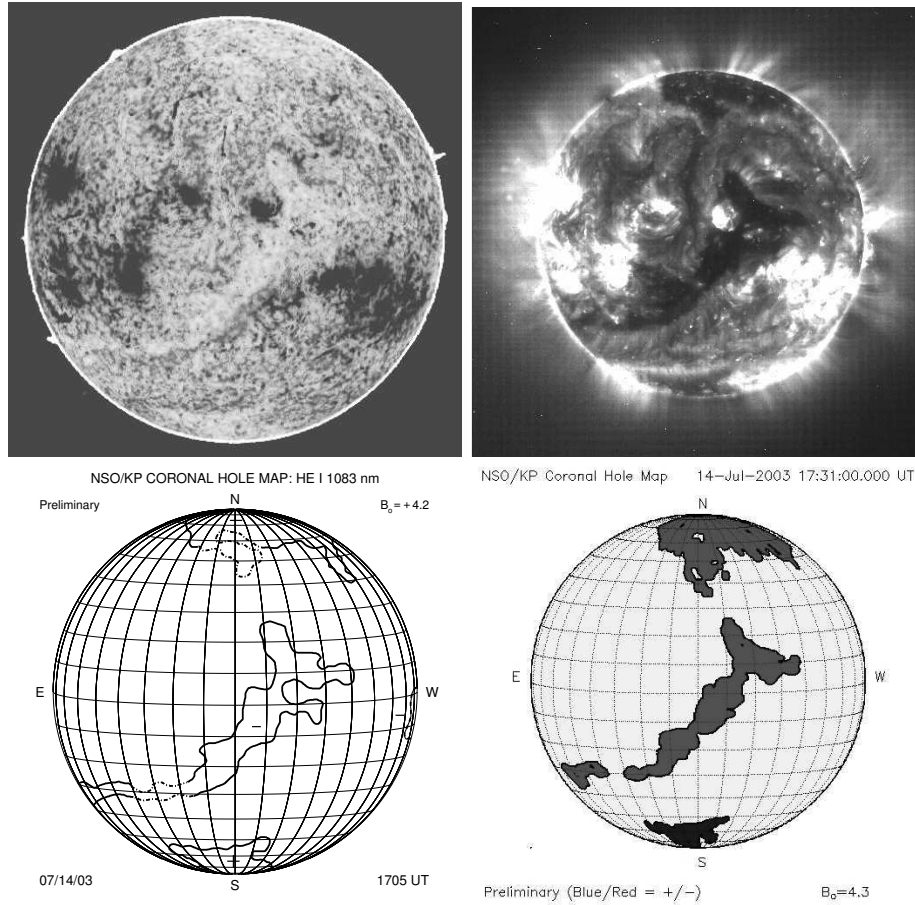 NSO/KP CORONAL HOLE MAP: HE I 1083 nm
Preliminary
B₀ = +4.2
N
E
W
S
07/14/03
1705 UT
NSO/KP Coronal Hole Map 14-Jul-2003 17:31:00.000 UT
N
E
W
S
Preliminary (Blue/Red = +/-)
B₀=4.3